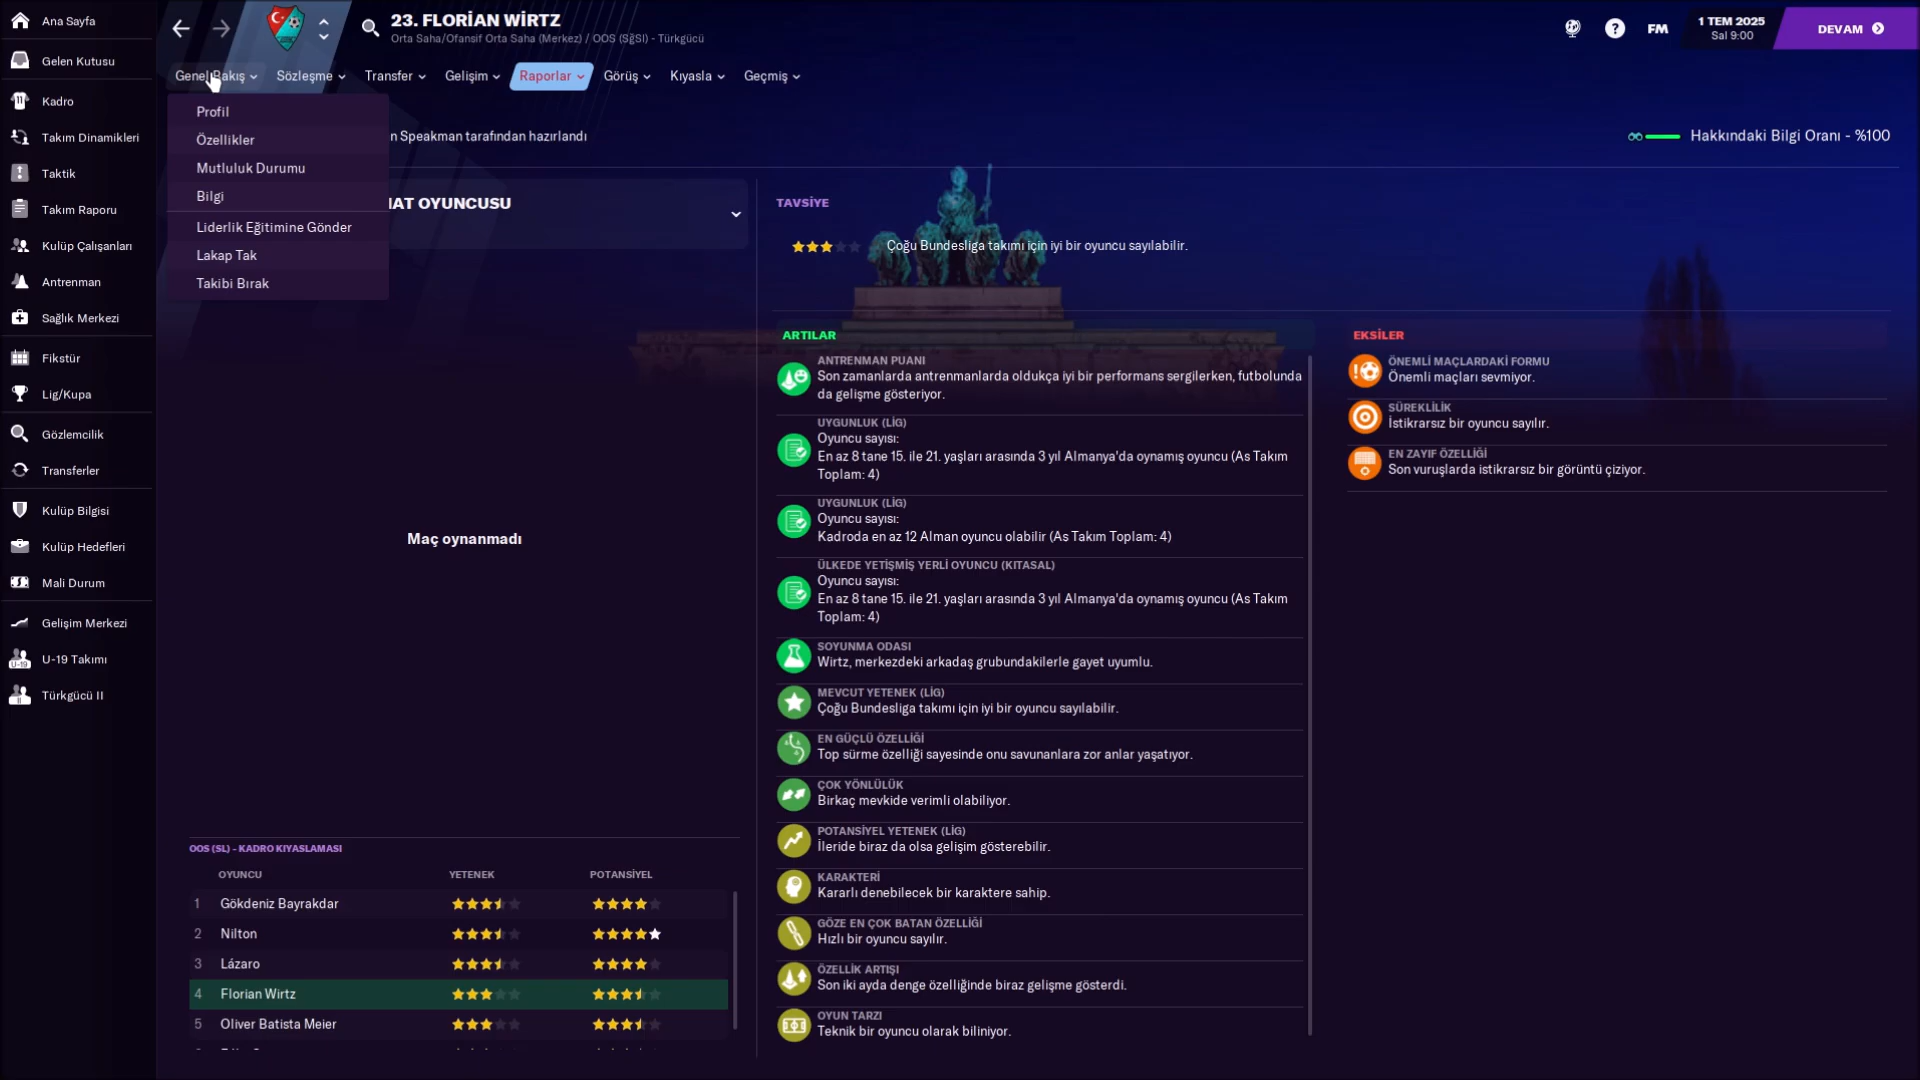 Ana Sayfa
Gelen Kutusu
Kadro
Takım Dinamikleri
Taktik
Takım Raporu
Kulüp Çalışanları
Antrenman
Sağlık Merkezi
Fikstür
Lig/Kupa
Gözlemcilik
Transferler
Kulüp Bilgisi
Kulüp Hedefleri
Mali Durum
Gelişim Merkezi
U-19 Takımı
Türkgücü II
23. FLORİAN WİRTZ
Orta Saha/Ofansif Orta Saha (Merkez) / OOS (SğSl) - Türkgücü
FM
1 TEM 2025
Sal 9:00
DEVAM
Genel Bakış
Sözleşme
Transfer
Gelişim
Raporlar
Görüş
Kıyasla
Geçmiş
Profil
Özellikler
Mutluluk Durumu
Bilgi
Liderlik Eğitimine Gönder
Lakap Tak
Takibi Bırak
n Speakman tarafından hazırlandı
Hakkındaki Bilgi Oranı - %100
OYUNCUSU
Maç oynanmadı
OOS (SL) - KADRO KIYASLAMASI
OYUNCU YETENEK POTANSİYEL
1 Gökdeniz Bayrakdar
2 Nilton
3 Lázaro
4 Florian Wirtz
5 Oliver Batista Meier
TAVSİYE
Çoğu Bundesliga takımı için iyi bir oyuncu sayılabilir.
ARTILAR
ANTRENMAN PUANI
Son zamanlarda antrenmanlarda oldukça iyi bir performans sergilerken, futbolunda
da gelişme gösteriyor.
UYGUNLUK (LİG)
Oyuncu sayısı:
En az 8 tane 15. ile 21. yaşları arasında 3 yıl Almanya'da oynamış oyuncu (As Takım
Toplam: 4)
UYGUNLUK (LİG)
Oyuncu sayısı:
Kadroda en az 12 Alman oyuncu olabilir (As Takım Toplam: 4)
ÜLKEDE YETİŞMİŞ YERLİ OYUNCU (KITASAL)
Oyuncu sayısı:
En az 8 tane 15. ile 21. yaşları arasında 3 yıl Almanya'da oynamış oyuncu (As Takım
Toplam: 4)
SOYUNMA ODASI
Wirtz, merkezdeki arkadaş grubundakilerle gayet uyumlu.
MEVCUT YETENEK (LİG)
Çoğu Bundesliga takımı için iyi bir oyuncu sayılabilir.
EN GÜÇLÜ ÖZELLİĞİ
Top sürme özelliği sayesinde onu savunanlara zor anlar yaşatıyor.
ÇOK YÖNLÜLÜK
Birkaç mevkide verimli olabiliyor.
POTANSİYEL YETENEK (LİG)
İleride biraz da olsa gelişim gösterebilir.
KARAKTERİ
Kararlı denebilecek bir karaktere sahip.
GÖZE EN ÇOK BATAN ÖZELLİĞİ
Hızlı bir oyuncu sayılır.
ÖZELLİK ARTIŞI
Son iki ayda denge özelliğinde biraz gelişme gösterdi.
OYUN TARZI
Teknik bir oyuncu olarak biliniyor.
EKSİLER
ÖNEMLİ MAÇLARDAKİ FORMU
Önemli maçları sevmiyor.
SÜREKLİLİK
İstikrarsız bir oyuncu sayılır.
EN ZAYIF ÖZELLİĞİ
Son vuruşlarda istikrarsız bir görüntü çiziyor.